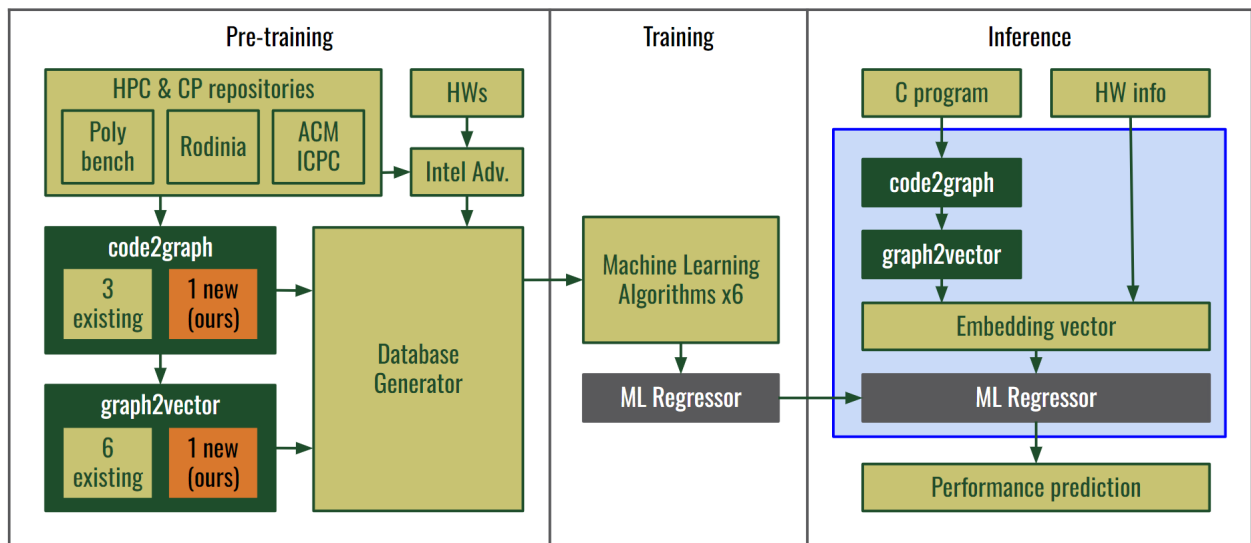 Pre-training
HPC & CP repositories
Poly
bench
Rodinia
ACM
ICPC
HWs
Intel Adv.
code2graph
3
existing
1 new
(ours)
graph2vector
6
existing
1 new
(ours)
Database
Generator
Training
Machine Learning
Algorithms x6
ML Regressor
Inference
C program
HW info
code2graph
graph2vector
Embedding vector
ML Regressor
Performance prediction